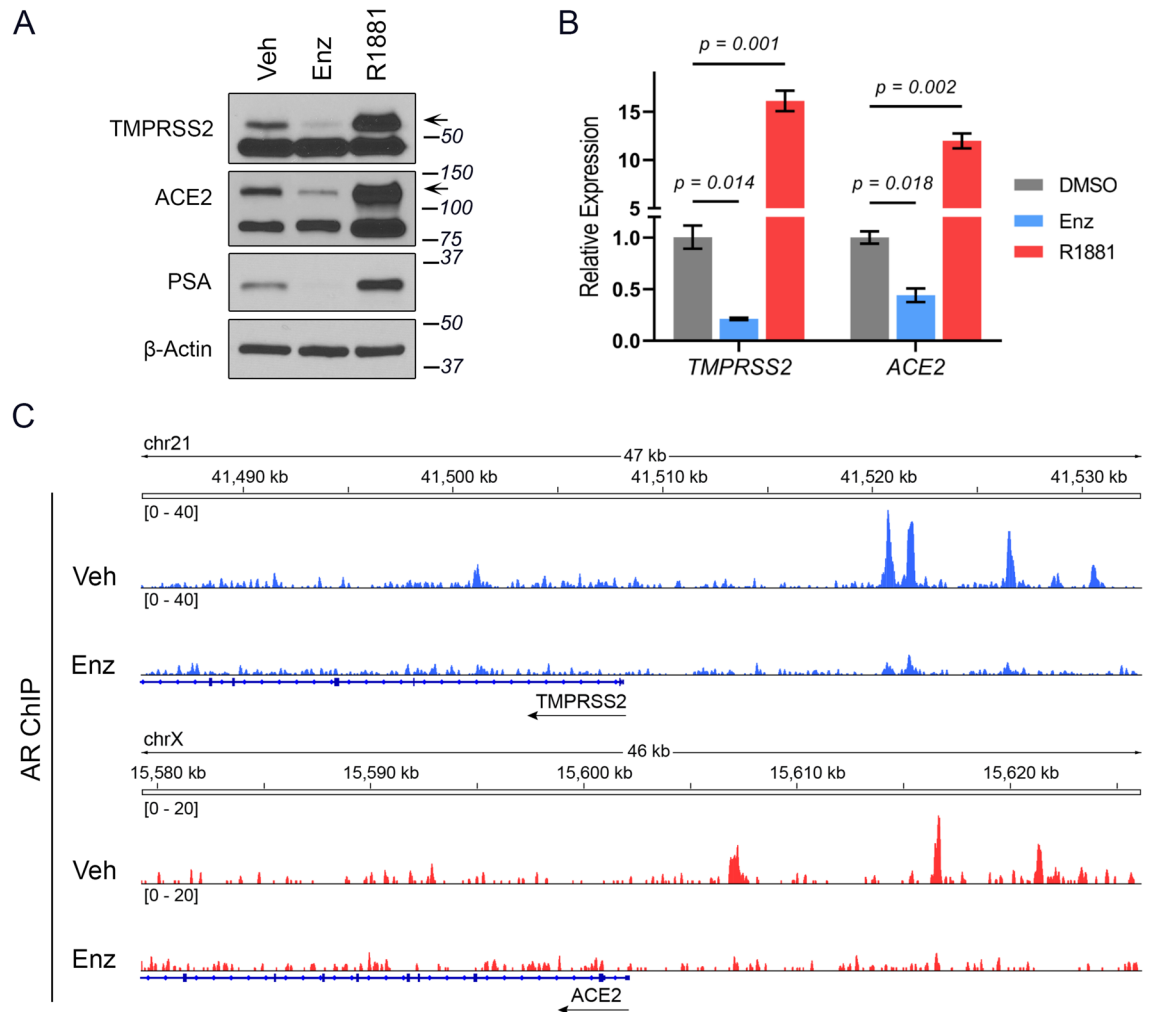 A
Veh
Enz
R1881
TMPRSS2
50
ACE2
150
100
75
PSA
37
β-Actin
50
37
B
p = 0.001
p = 0.002
p = 0.014
p = 0.018
Relative Expression
15
10
5
1.0
0.5
0.0
TMPRSS2
ACE2
DMSO
Enz
R1881
C
AR ChIP
chr21
47 kb
41,490 kb 41,500 kb 41,510 kb 41,520 kb 41,530 kb
[0 - 40]
Veh
[0 - 40]
Enz
TMPRSS2
chrX
46 kb
15,580 kb 15,590 kb 15,600 kb 15,610 kb 15,620 kb
[0 - 20]
Veh
[0 - 20]
Enz
ACE2